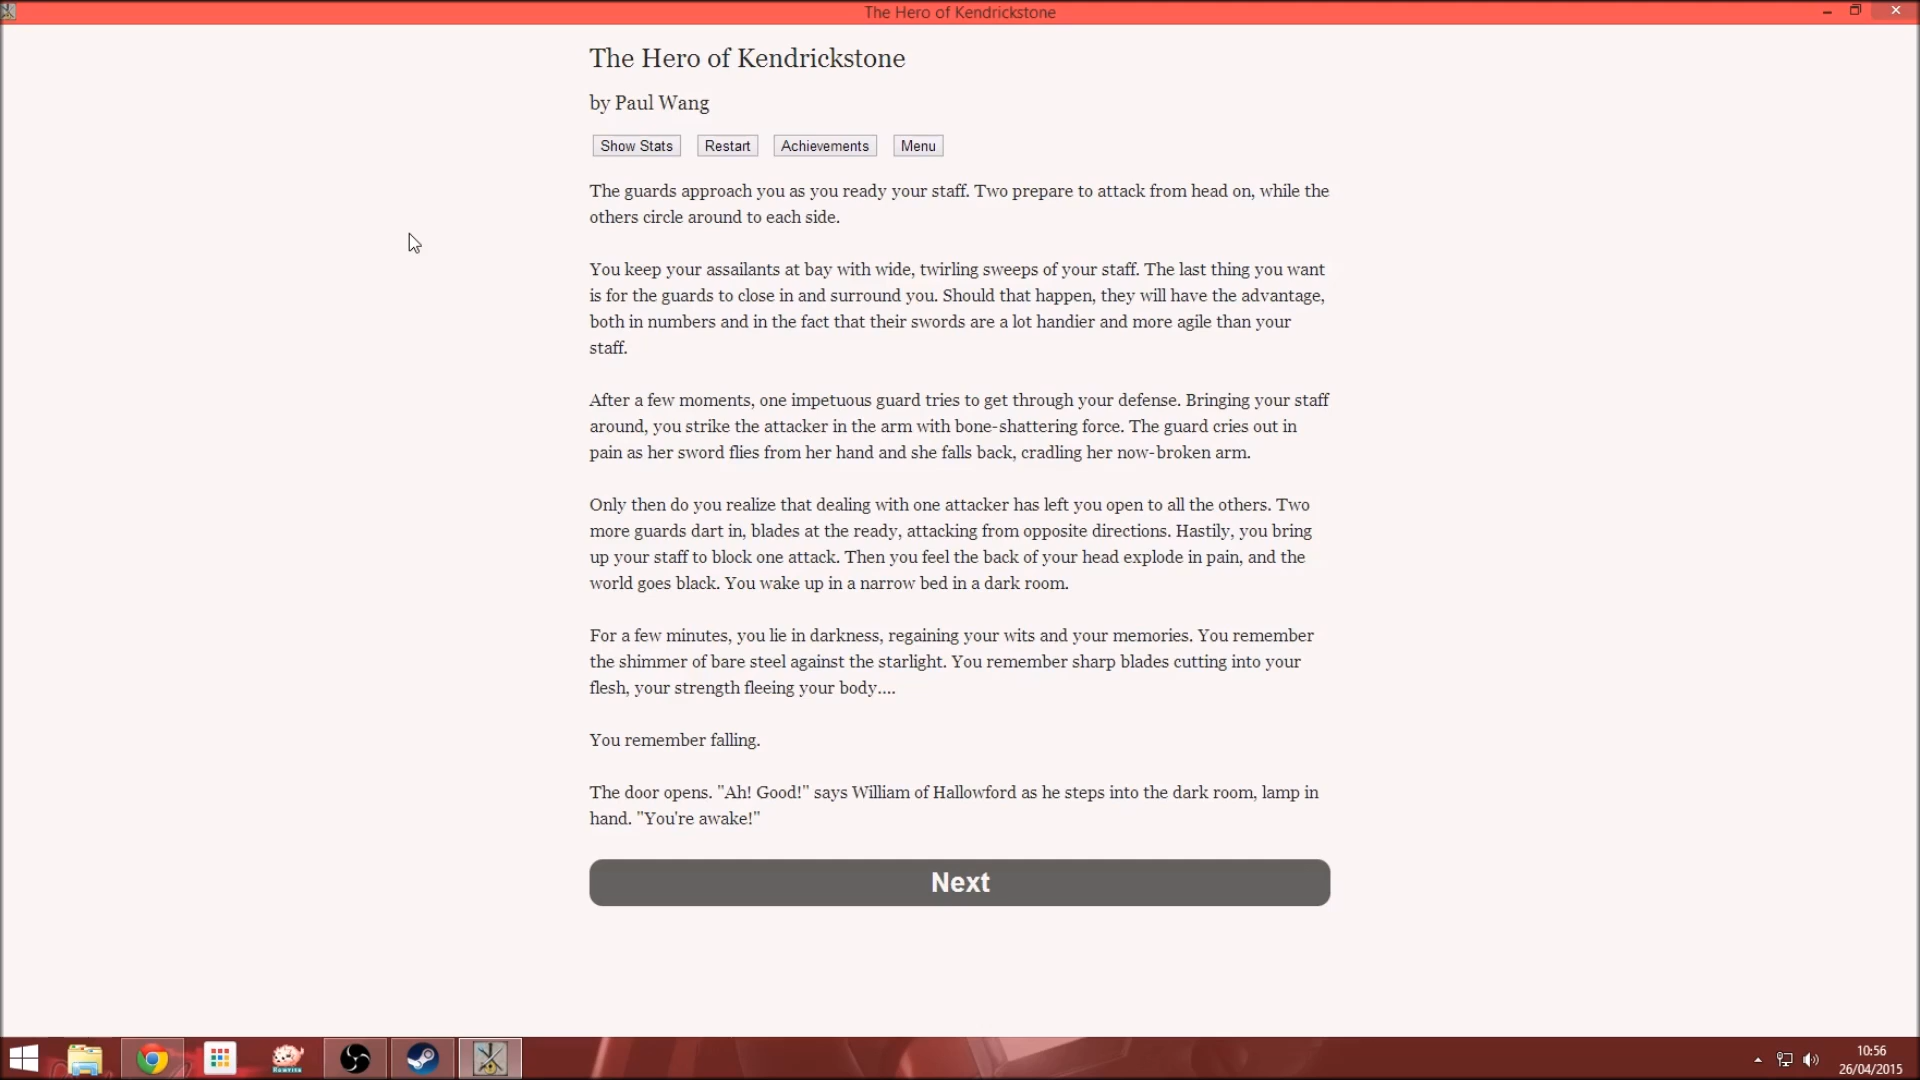 The Hero of Kendrickstone
The Hero of Kendrickstone
by Paul Wang
Show Stats Restart Achievements Menu
The guards approach you as you ready your staff. Two prepare to attack from head on, while the
others circle around to each side.
You keep your assailants at bay with wide, twirling sweeps of your staff. The last thing you want
is for the guards to close in and surround you. Should that happen, they will have the advantage,
both in numbers and in the fact that their swords are a lot handier and more agile than your
staff.
After a few moments, one impetuous guard tries to get through your defense. Bringing your staff
around, you strike the attacker in the arm with bone-shattering force. The guard cries out in
pain as her sword flies from her hand and she falls back, cradling her now-broken arm.
Only then do you realize that dealing with one attacker has left you open to all the others. Two
more guards dart in, blades at the ready, attacking from opposite directions. Hastily, you bring
up your staff to block one attack. Then you feel the back of your head explode in pain, and the
world goes black. You wake up in a narrow bed in a dark room.
For a few minutes, you lie in darkness, regaining your wits and your memories. You remember
the shimmer of bare steel against the starlight. You remember sharp blades cutting into your
flesh, your strength fleeing your body....
You remember falling.
The door opens. "Ah! Good!" says William of Hallowford as he steps into the dark room, lamp in
hand. "You're awake!"
Next
10:56
26/04/2015